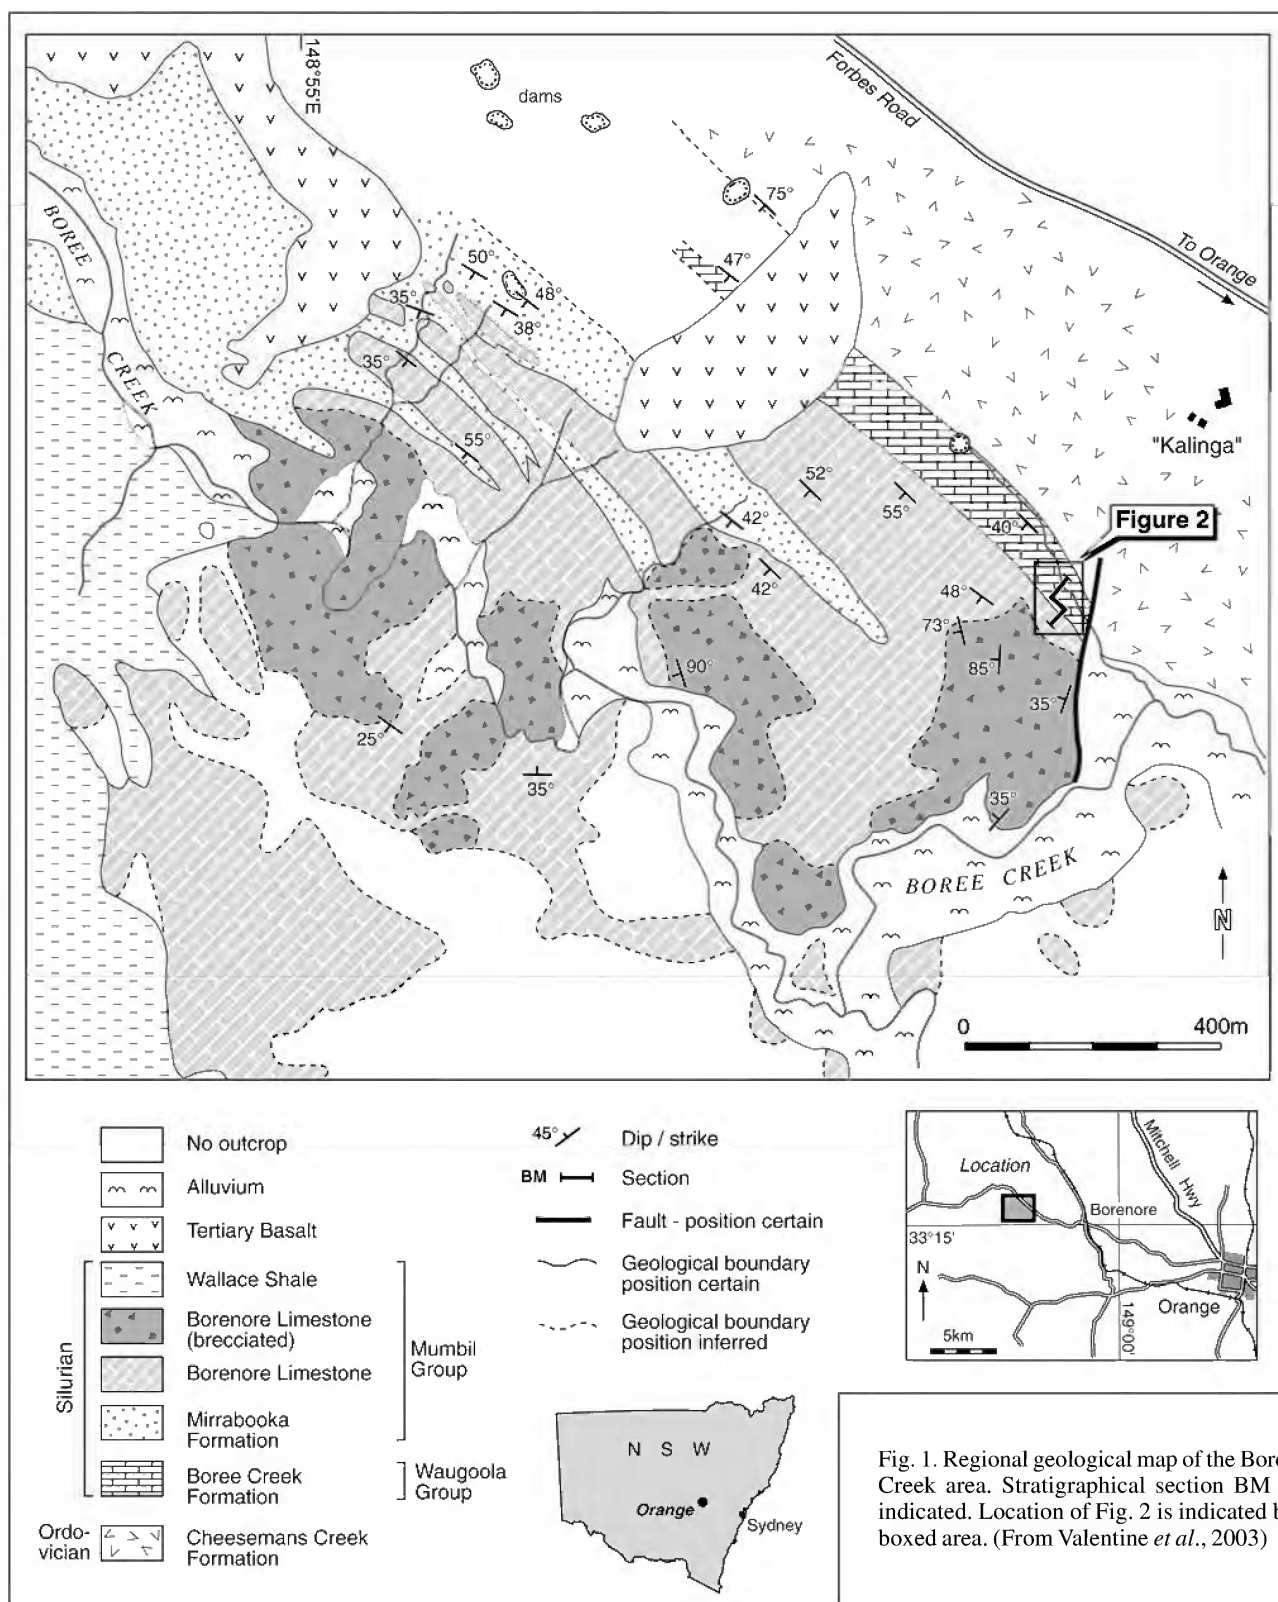 148°55'E
dams
Forbes Road
75°
To Orange
BOREE
CREEK
50°
47°
35°
48°
38°
35°
"Kalinga"
55°
52°
55°
42°
40°
Figure 2
42°
48°
73°
90°
85°
35°
25°
35°
35°
BOREE CREEK
N
0 400m
No outcrop
Alluvium
Tertiary Basalt
Wallace Shale
Borenore Limestone
(brecciated)
Borenore Limestone
Mirrabooka
Formation
Boree Creek
Formation
Cheesemans Creek
Formation
Silurian
Ordo-
vician
Mumbil
Group
Waugoola
Group
45° Dip / strike
BM Section
Fault - position certain
Geological boundary
position certain
Geological boundary
position inferred
Location
Mitchell Hwy
Borenore
33°15'
N
Orange
149°00'
5km
N S W
Orange
Sydney
Fig. 1. Regional geological map of the
Creek area. Stratigraphical section BM
indicated. Location of Fig. 2 is indicated
boxed area. (From Valentine et al., 2003)